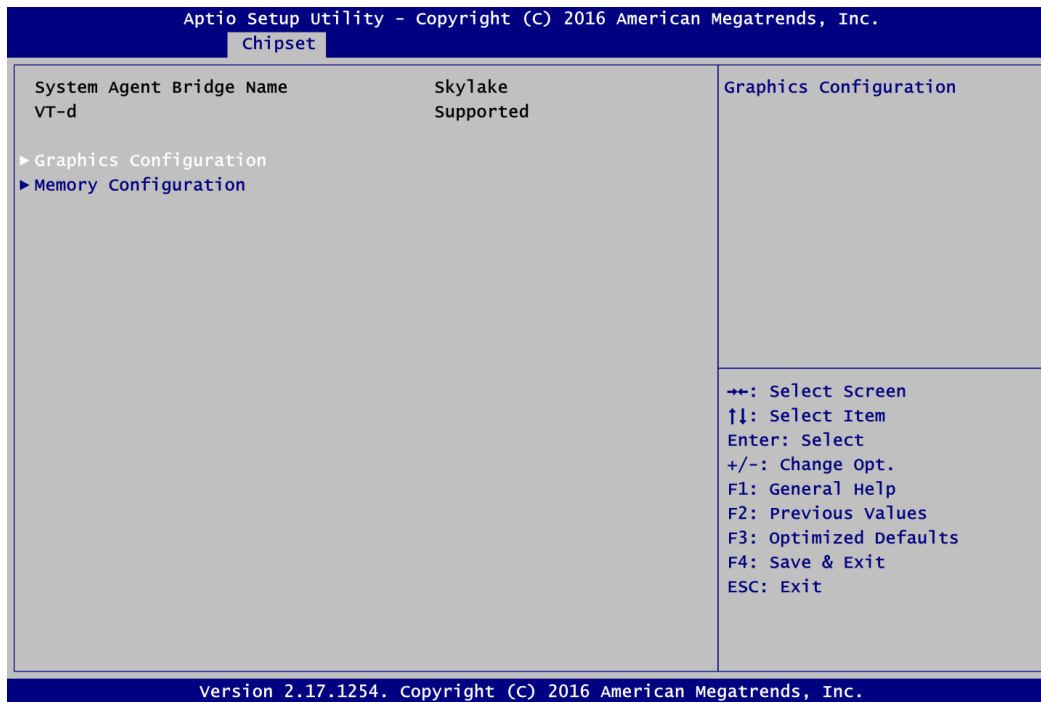 Aptio Setup Utility - Copyright (C) 2016 American Megatrends, Inc.
Chipset
System Agent Bridge Name Skylake
VT-d Supported
►Graphics Configuration
►Memory Configuration
Graphics Configuration
→←: Select Screen
↑↓: Select Item
Enter: Select
+/-: Change Opt.
F1: General Help
F2: Previous Values
F3: Optimized Defaults
F4: Save & Exit
ESC: Exit
Version 2.17.1254. Copyright (C) 2016 American Megatrends, Inc.